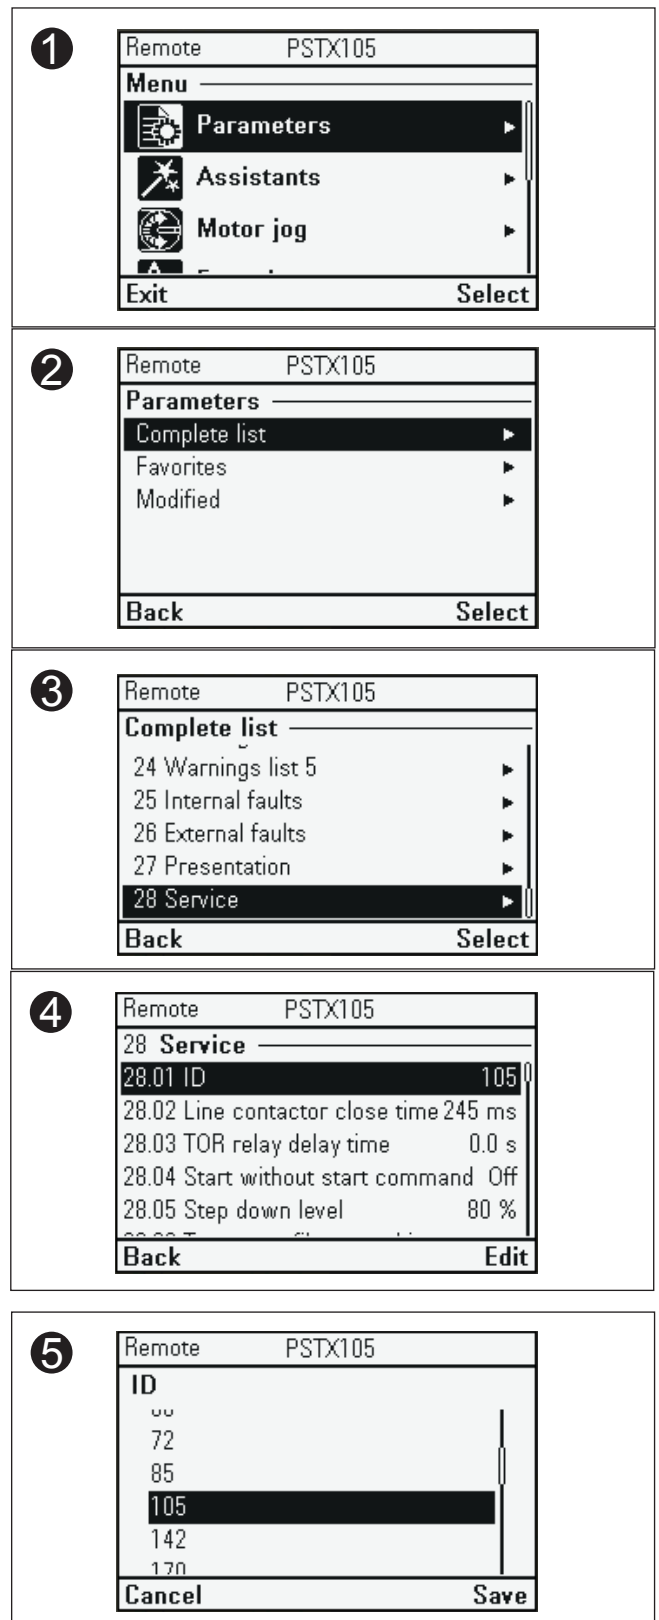 1
Remote PSTX105
Menu
Parameters
Assistants
Motor jog
Exit Select
2
Remote PSTX105
Parameters
Complete list
Favorites
Modified
Back Select
3
Remote PSTX105
Complete list
24 Warnings list 5
25 Internal faults
26 External faults
27 Presentation
28 Service
Back Select
4
Remote PSTX105
28 Service
28.01 ID 105
28.02 Line contactor close time 245 ms
28.03 TOR relay delay time 0.0 s
28.04 Start without start command Off
28.05 Step down level 80 %
Back Edit
5
Remote PSTX105
ID
72
85
105
142
170
Cancel Save